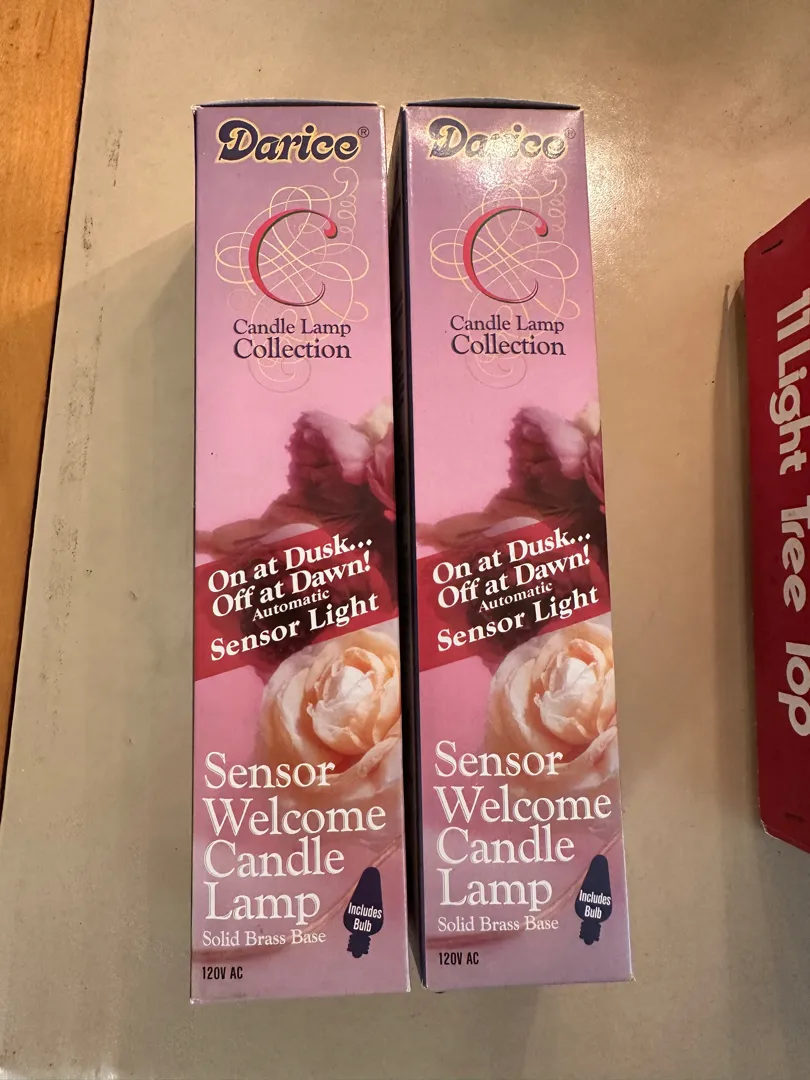 Darice®
C
Candle Lamp
Collection
On at Dusk...
Off at Dawn!
Automatic
Sensor Light
Sensor
Welcome
Candle
Lamp
Includes
Bulb
Solid Brass Base
120V AC
Darice®
C
Candle Lamp
Collection
On at Dusk...
Off at Dawn!
Automatic
Sensor Light
Sensor
Welcome
Candle
Lamp
Includes
Bulb
Solid Brass Base
120V AC
Light Tree Top